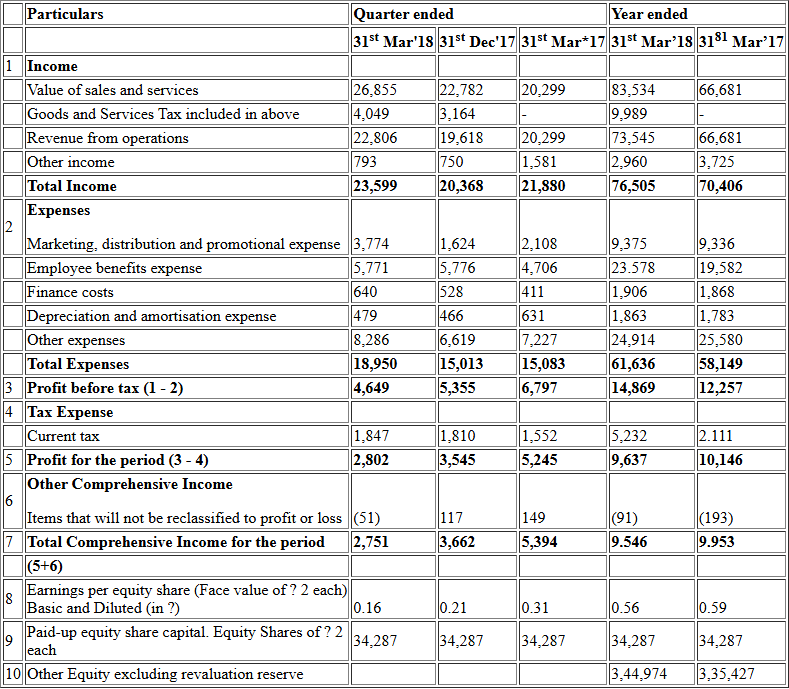 Particulars Quarter ended Year ended
31st Mar'18 31st Dec'17 31st Mar*17 31st Mar’18 3181 Mar’17
1 Income
Value of sales and services 26,855 22,782 20,299 83,534 66,681
Goods and Services Tax included in above 4,049 3,164 - 9,989 -
Revenue from operations 22,806 19,618 20,299 73,545 66,681
Other income 793 750 1,581 2,960 3,725
Total Income 23,599 20,368 21,880 76,505 70,406
2 Expenses
Marketing, distribution and promotional expense 3,774 1,624 2,108 9,375 9,336
Employee benefits expense 5,771 5,776 4,706 23.578 19,582
Finance costs 640 528 411 1,906 1,868
Depreciation and amortisation expense 479 466 631 1,863 1,783
Other expenses 8,286 6,619 7,227 24,914 25,580
Total Expenses 18,950 15,013 15,083 61,636 58,149
3 Profit before tax (1 - 2) 4,649 5,355 6,797 14,869 12,257
4 Tax Expense
Current tax 1,847 1,810 1,552 5,232 2.111
5 Profit for the period (3 - 4) 2,802 3,545 5,245 9,637 10,146
6 Other Comprehensive Income
Items that will not be reclassified to profit or loss (51) 117 149 (91) (193)
7 Total Comprehensive Income for the period 2,751 3,662 5,394 9.546 9.953
(5+6)
8 Earnings per equity share (Face value of ? 2 each)
Basic and Diluted (in ?) 0.16 0.21 0.31 0.56 0.59
9 Paid-up equity share capital. Equity Shares of ? 2
each 34,287 34,287 34,287 34,287 34,287
10 Other Equity excluding revaluation reserve 3,44,974 3,35,427